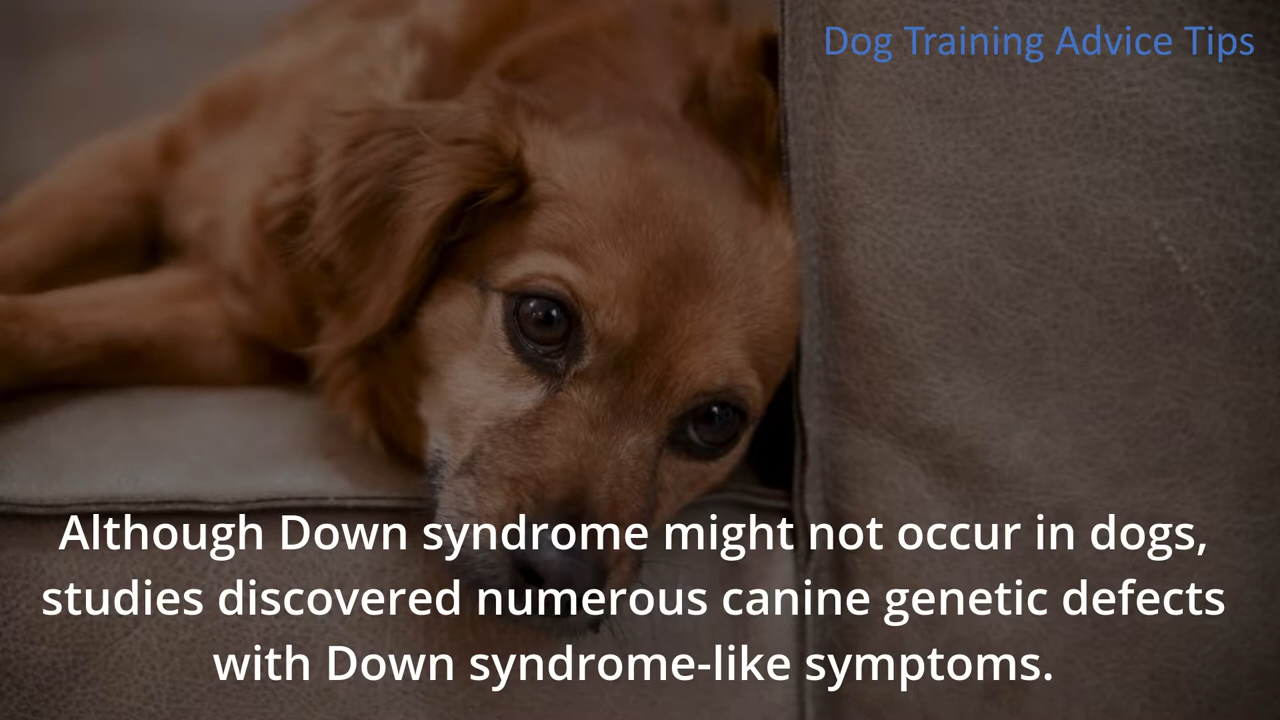 Dog Training Advice Tips
Although Down syndrome might not occur in dogs,
studies discovered numerous canine genetic defects
with Down syndrome-like symptoms.